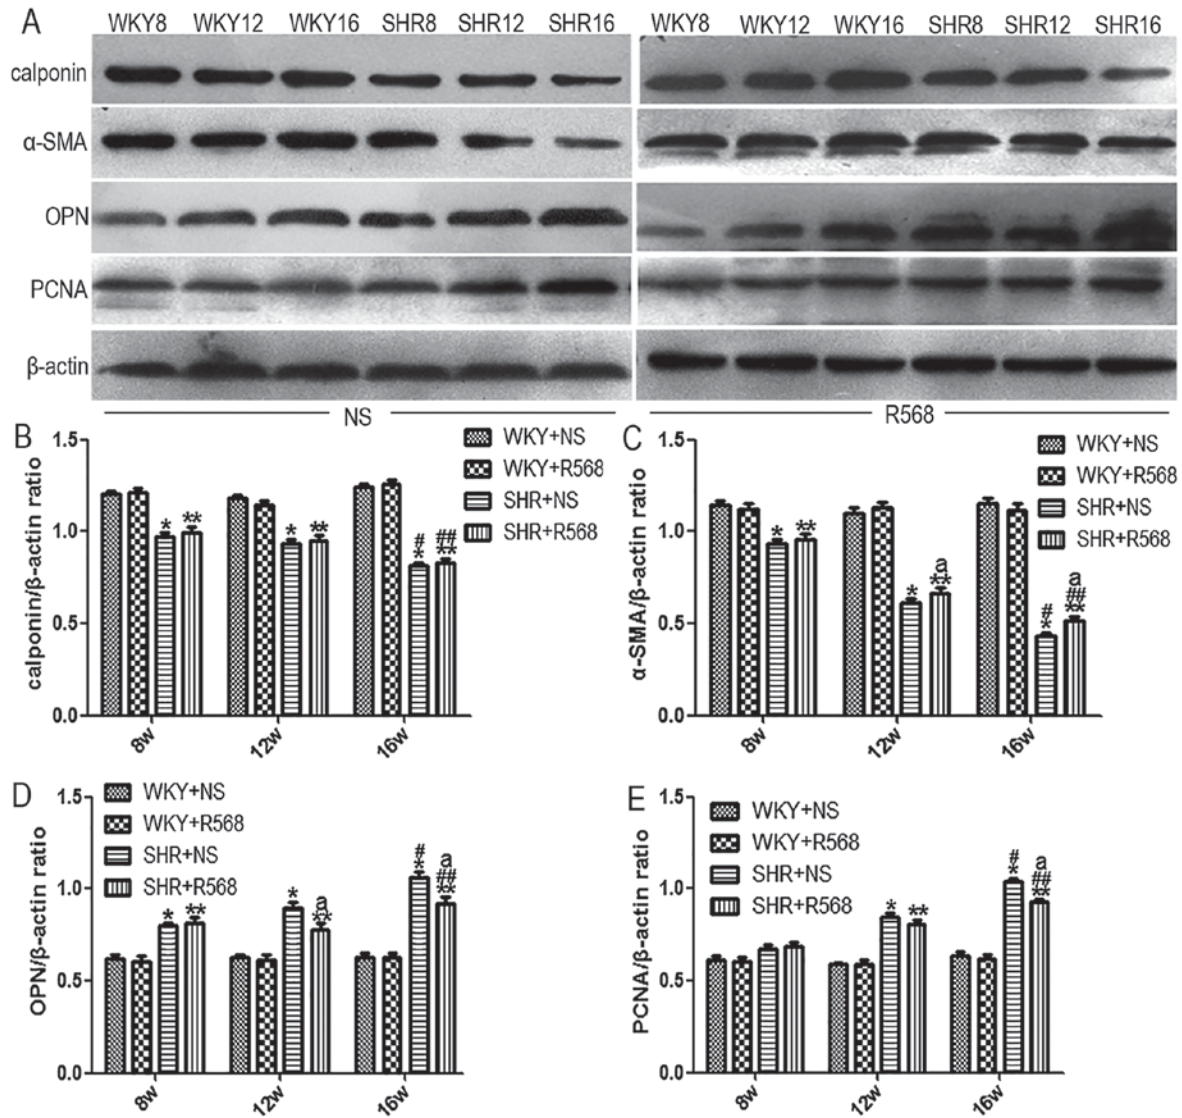 A
WKY8 WKY12 WKY16 SHR8 SHR12 SHR16 WKY8 WKY12 WKY16 SHR8 SHR12 SHR16
calponin
α-SMA
OPN
PCNA
β-actin
NS R568
B
calponin/β-actin ratio
1.5
1.0
0.5
0.0
WKY+NS
WKY+R568
SHR+NS
SHR+R568
* **
* **
# ##
* **
8w 12w 16w
C
α-SMA/β-actin ratio
1.5
1.0
0.5
0.0
WKY+NS
WKY+R568
SHR+NS
SHR+R568
* **
a
* **
a
# ##
* **
8w 12w 16w
D
OPN/β-actin ratio
1.5
1.0
0.5
0.0
WKY+NS
WKY+R568
SHR+NS
SHR+R568
* **
* a
**
# a
* ##
**
8w 12w 16w
E
PCNA/β-actin ratio
1.5
1.0
0.5
0.0
WKY+NS
WKY+R568
SHR+NS
SHR+R568
* **
# a
* ##
**
8w 12w 16w